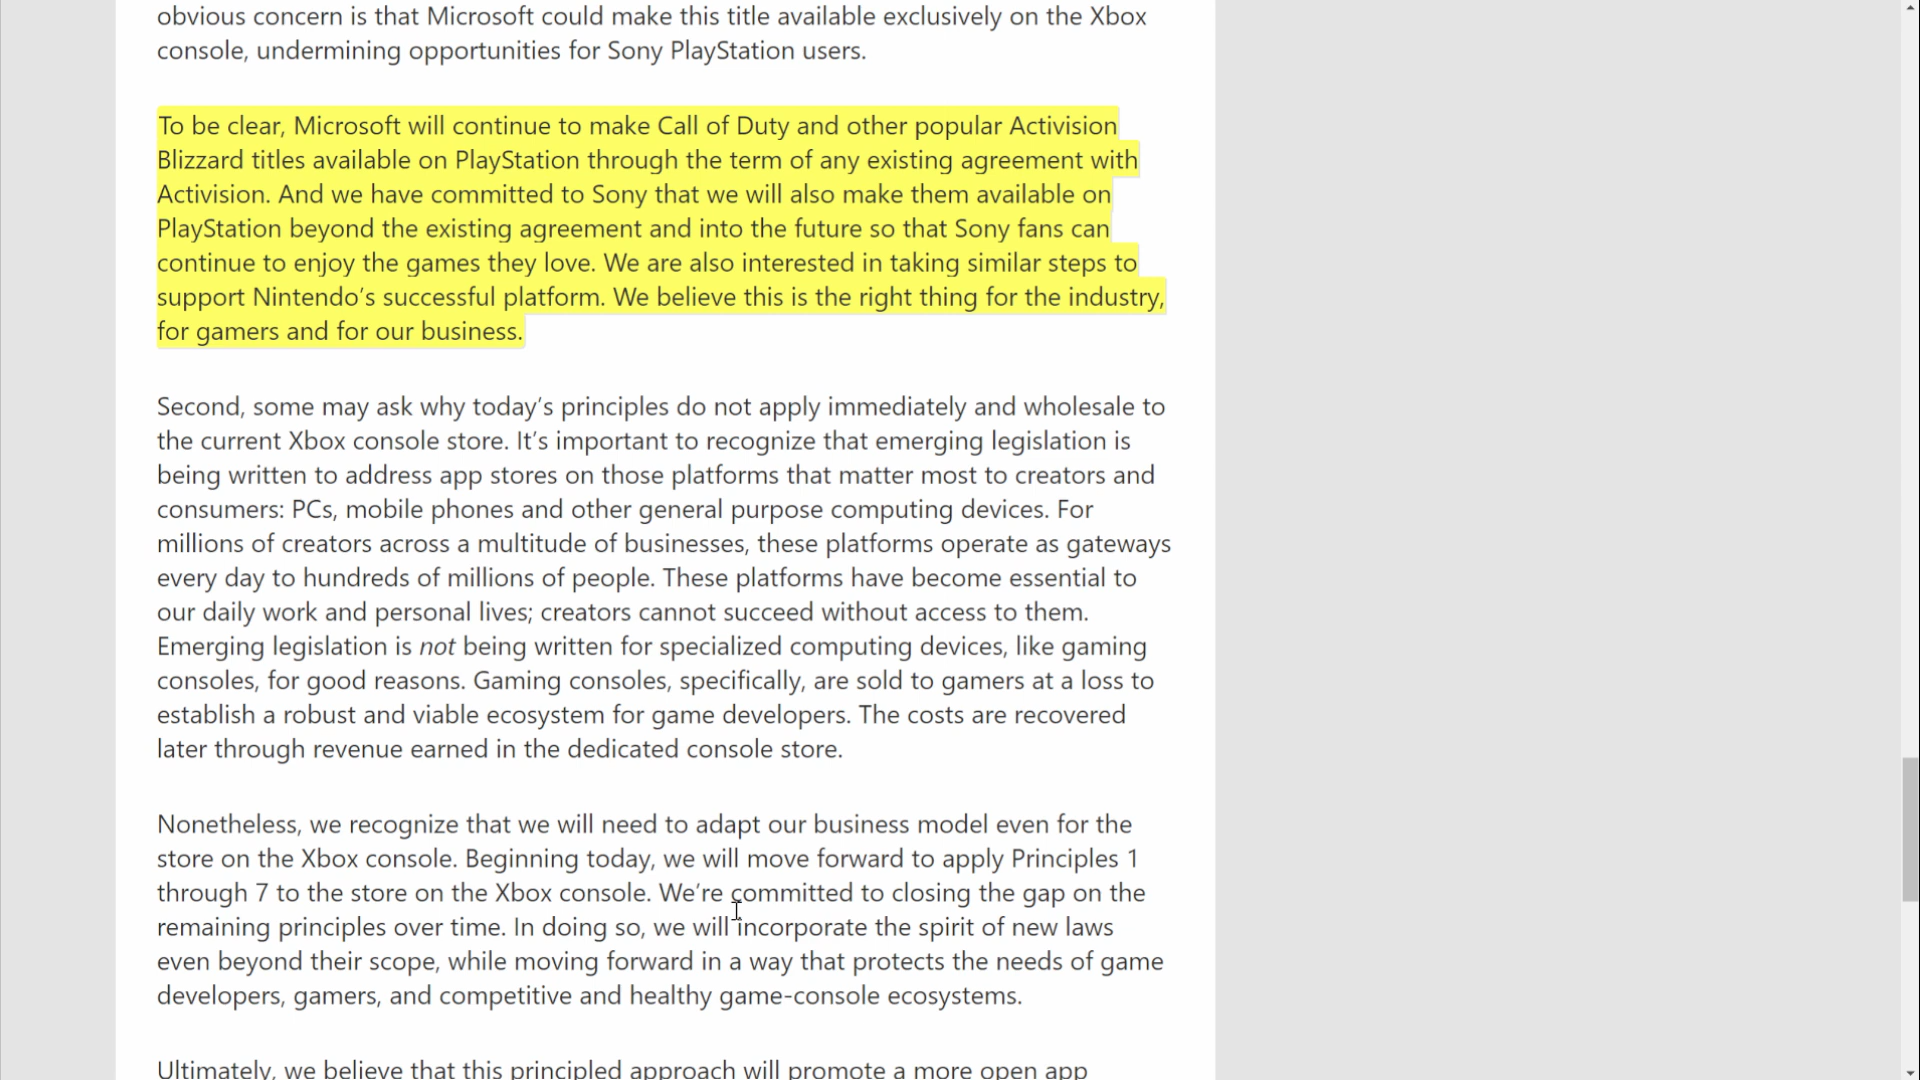 obvious concern is that Microsoft could make this title available exclusively on the Xbox
console, undermining opportunities for Sony PlayStation users.
To be clear, Microsoft will continue to make Call of Duty and other popular Activision
Blizzard titles available on PlayStation through the term of any existing agreement with
Activision. And we have committed to Sony that we will also make them available on
PlayStation beyond the existing agreement and into the future so that Sony fans can
continue to enjoy the games they love. We are also interested in taking similar steps to
support Nintendo’s successful platform. We believe this is the right thing for the industry,
for gamers and for our business.
Second, some may ask why today’s principles do not apply immediately and wholesale to
the current Xbox console store. It’s important to recognize that emerging legislation is
being written to address app stores on those platforms that matter most to creators and
consumers: PCs, mobile phones and other general purpose computing devices. For
millions of creators across a multitude of businesses, these platforms operate as gateways
every day to hundreds of millions of people. These platforms have become essential to
our daily work and personal lives; creators cannot succeed without access to them.
Emerging legislation is not being written for specialized computing devices, like gaming
consoles, for good reasons. Gaming consoles, specifically, are sold to gamers at a loss to
establish a robust and viable ecosystem for game developers. The costs are recovered
later through revenue earned in the dedicated console store.
Nonetheless, we recognize that we will need to adapt our business model even for the
store on the Xbox console. Beginning today, we will move forward to apply Principles 1
through 7 to the store on the Xbox console. We’re committed to closing the gap on the
remaining principles over time. In doing so, we will incorporate the spirit of new laws
even beyond their scope, while moving forward in a way that protects the needs of game
developers, gamers, and competitive and healthy game-console ecosystems.
Ultimately, we believe that this principled approach will promote a more open app